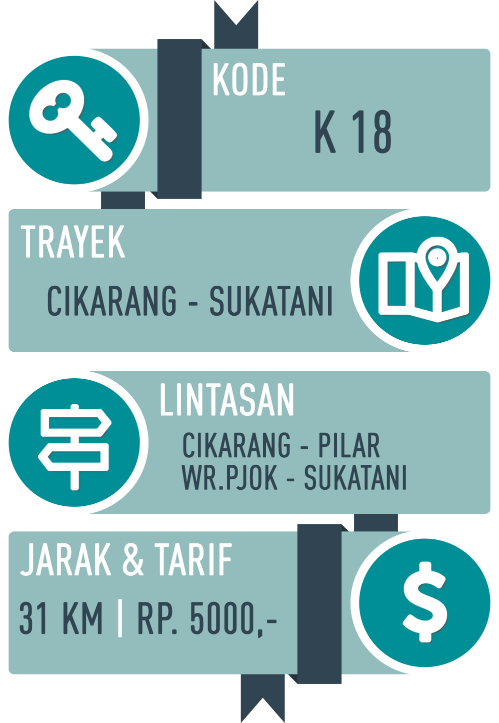 KODE
K 18
TRAYEK
CIKARANG - SUKATANI
LINTASAN
CIKARANG - PILAR
WR.PJOK - SUKATANI
JARAK & TARIF
31 KM | RP. 5000,-
$